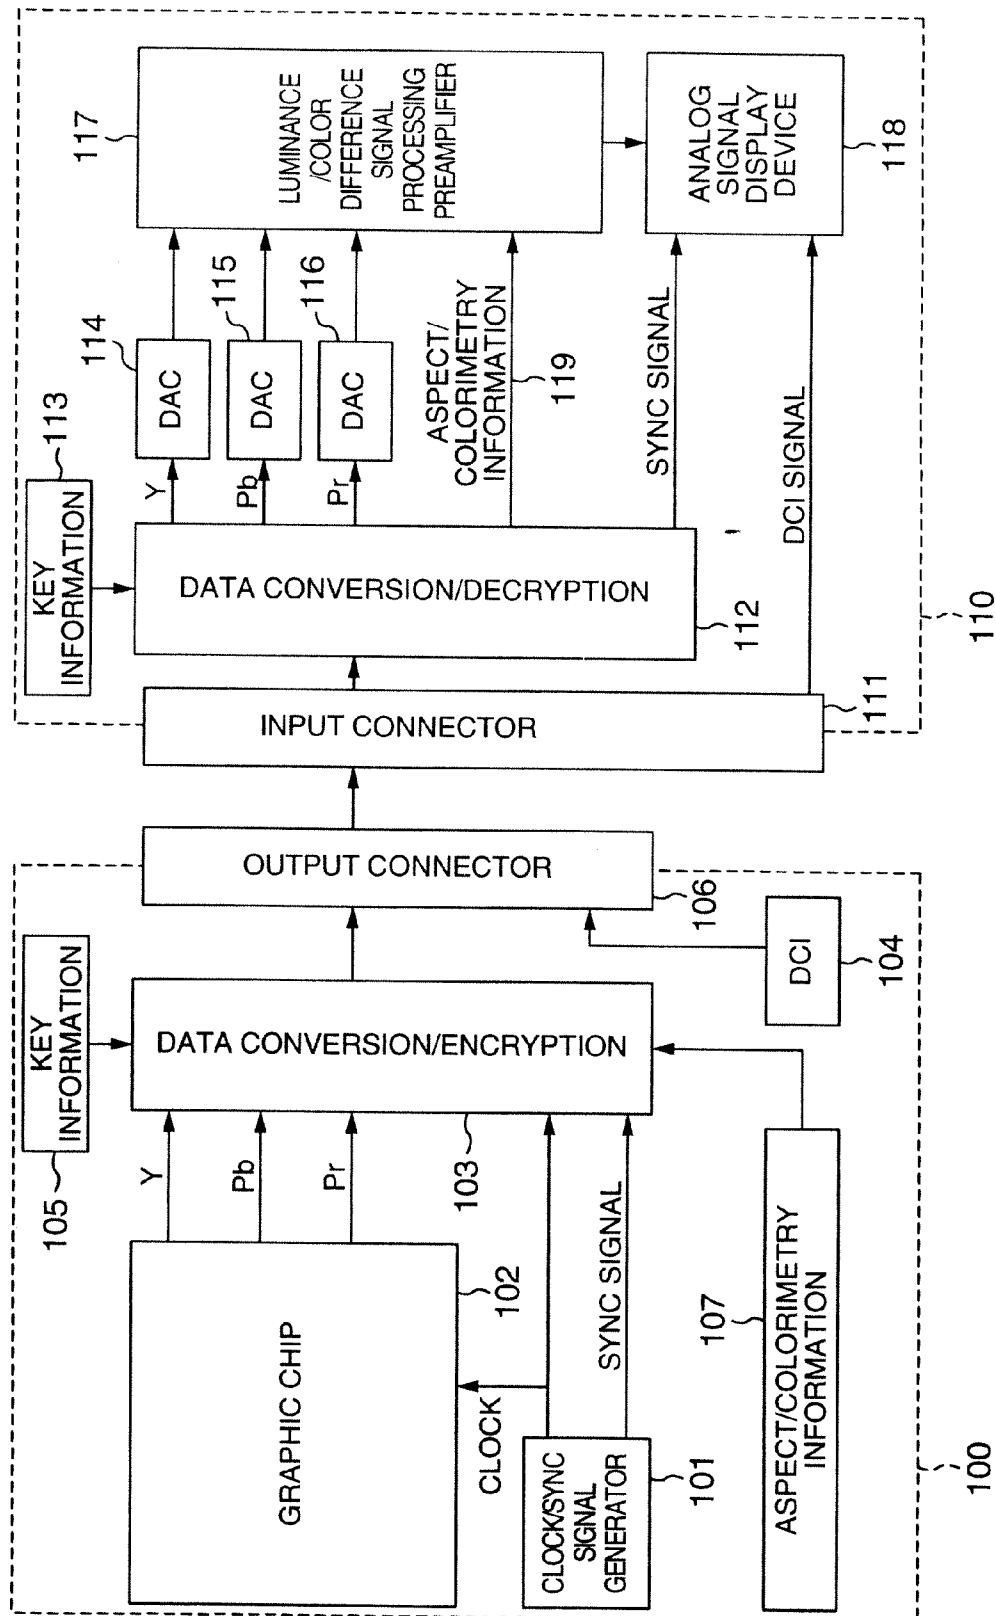 KEY
INFORMATION
113
114
115
116
117
Y
Pb
Pr
DAC
DAC
DAC
LUMINANCE
/COLOR
DIFFERENCE
SIGNAL
PROCESSING
PREAMPLIFIER
ASPECT/
COLORIMETRY
INFORMATION
119
SYNC SIGNAL
DCI SIGNAL
ANALOG
SIGNAL
DISPLAY
DEVICE
118
DATA CONVERSION/DECRYPTION
112
INPUT CONNECTOR
111
110
OUTPUT CONNECTOR
106
KEY
INFORMATION
105
DATA CONVERSION/ENCRYPTION
103
DCI
104
Y
Pb
Pr
GRAPHIC CHIP
102
CLOCK
SYNC SIGNAL
CLOCK/SYNC
SIGNAL
GENERATOR
101
107
ASPECT/COLORIMETRY
INFORMATION
100